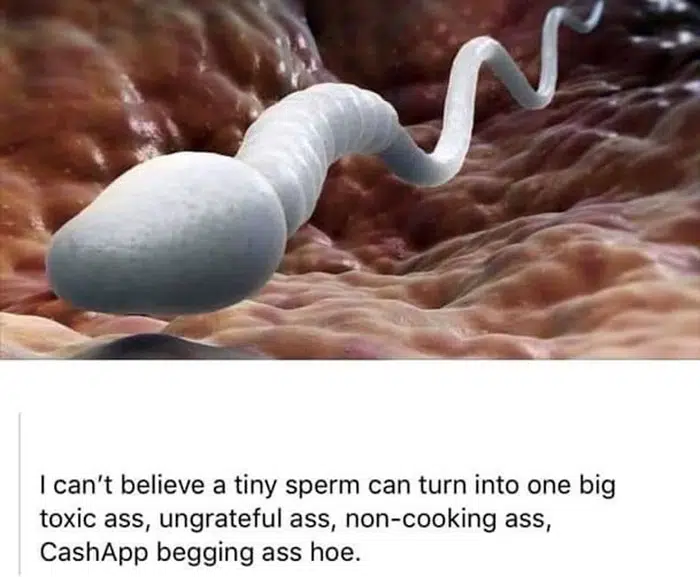 I can’t believe a tiny sperm can turn into one big
toxic ass, ungrateful ass, non-cooking ass,
CashApp begging ass hoe.